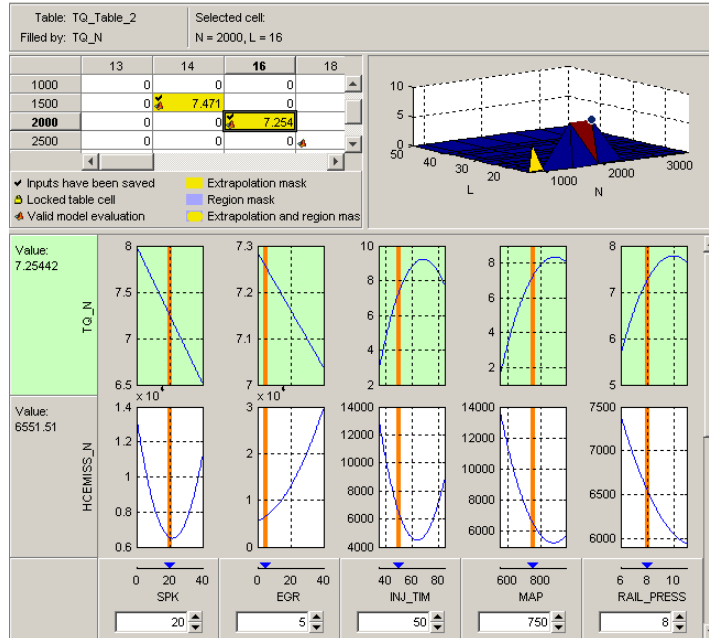 Table: TQ_Table_2
Selected cell:
Filled by: TQ_N
N = 2000, L = 16
13 14 16 18
1000 0 0 0 0
1500 0 7.471 0 0
2000 0 0 7.254
2500 0 0 0
Inputs have been saved
Extrapolation mask
Locked table cell
Region mask
Valid model evaluation
Extrapolation and region mas
10
5
0
50
40
30
20
L
1000
2000
3000
N
Value:
7.25442
TQ_N
8
7.5
7
6.5
7.3
7.2
7.1
7
10
8
6
4
2
8
6
4
2
8
7
6
5
Value:
6551.51
HCEMISS_N
x 10
1.4
1.2
1
0.8
0.6
x 10
3
2
1
0
14000
12000
10000
8000
6000
4000
14000
12000
10000
8000
6000
7500
7000
6500
6000
0 20 40
0 20 40
40 60 80
600 800
6 8 10
SPK
EGR
INJ_TIM
MAP
RAIL_PRESS
20
5
50
750
8